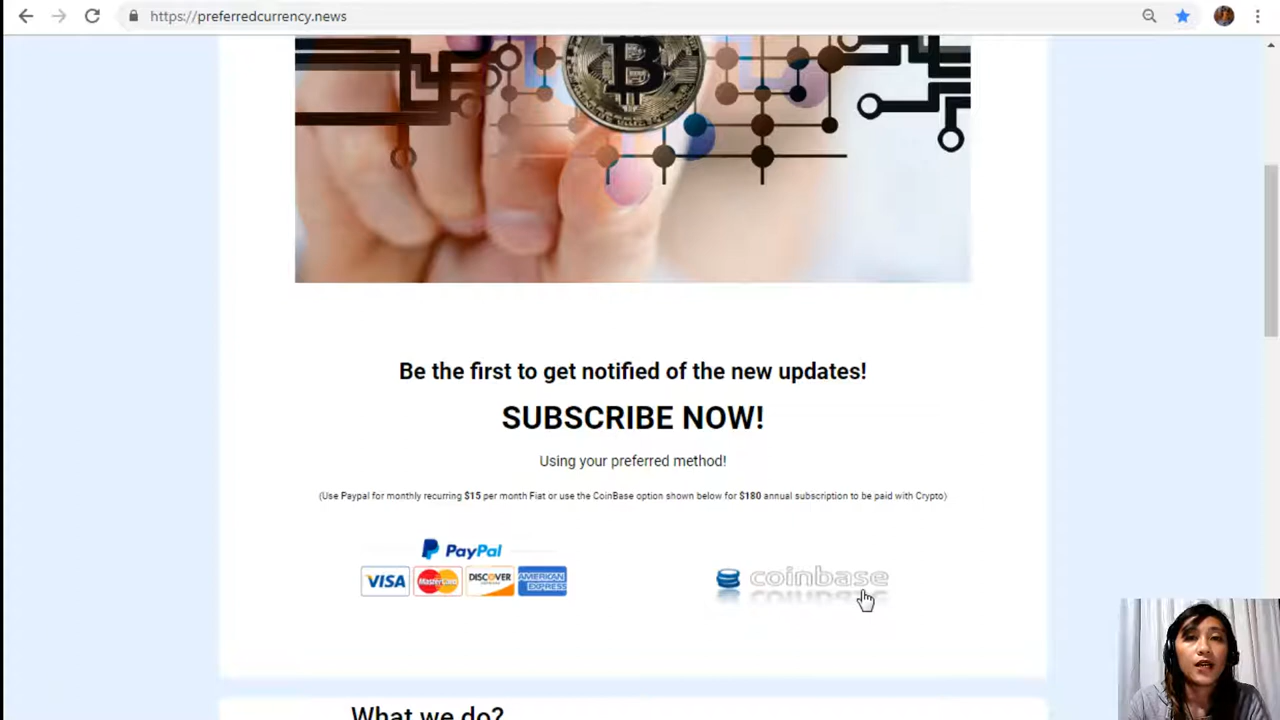 https://preferredcurrency.news
B
Be the first to get notified of the new updates!
SUBSCRIBE NOW!
Using your preferred method!
(Use Paypal for monthly recurring $15 per month Fiat or use the CoinBase option shown below for $180 annual subscription to be paid with Crypto)
PayPal
VISA MasterCard DISCOVER AMERICAN EXPRESS
coinbase
What we do?